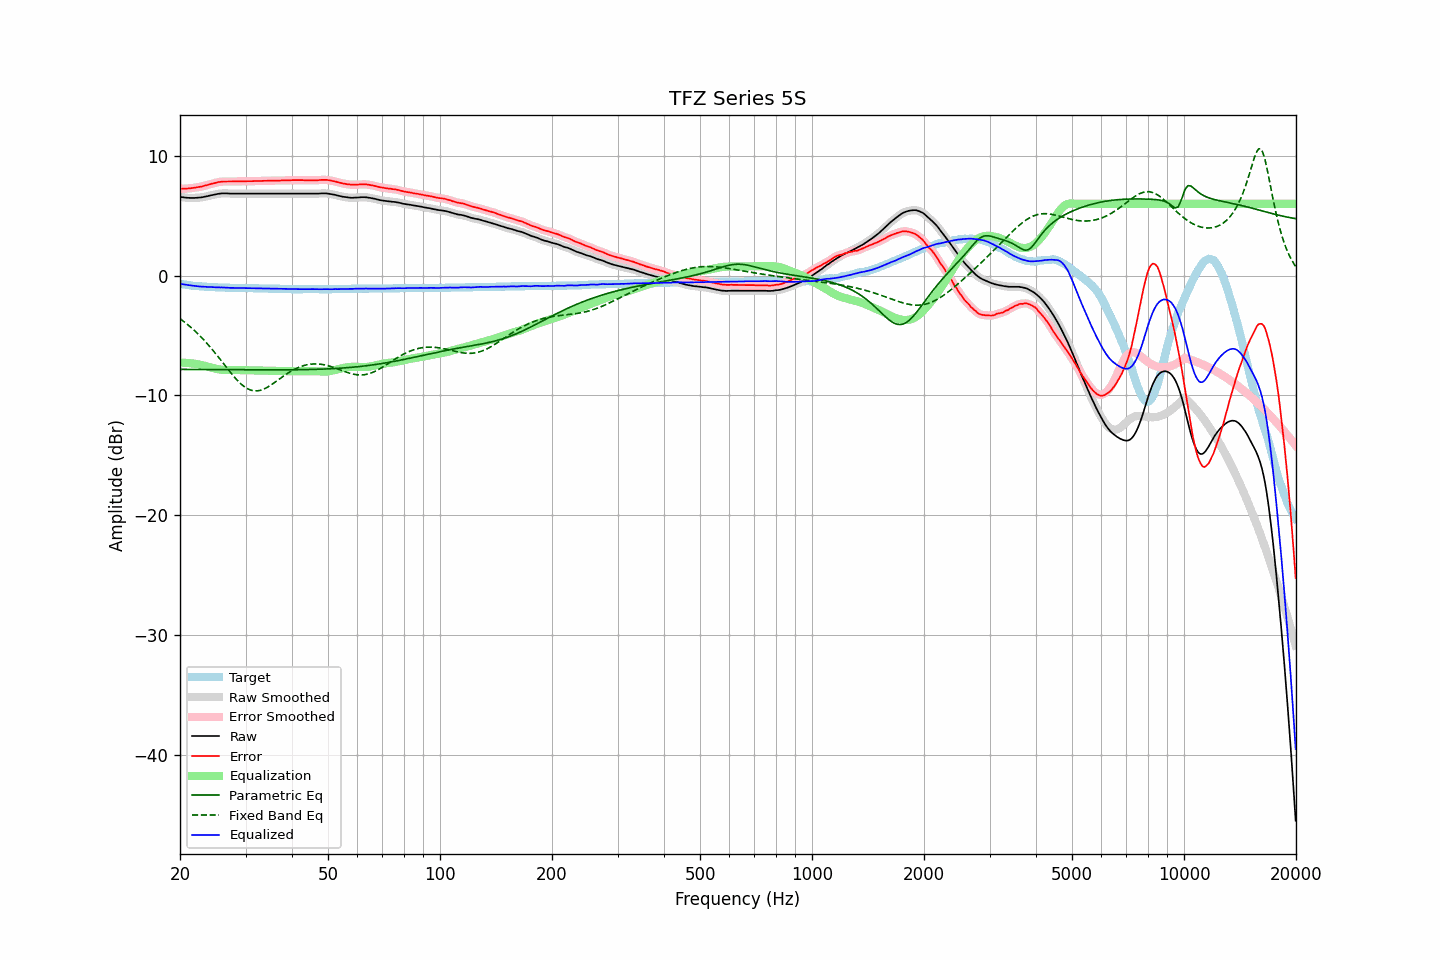 TFZ Series 5S
10
0
−10
−20
−30
−40
Amplitude (dBr)
Target
Raw Smoothed
Error Smoothed
Raw
Error
Equalization
Parametric Eq
Fixed Band Eq
Equalized
20 50 100 200 500 1000 2000 5000 10000 20000
Frequency (Hz)